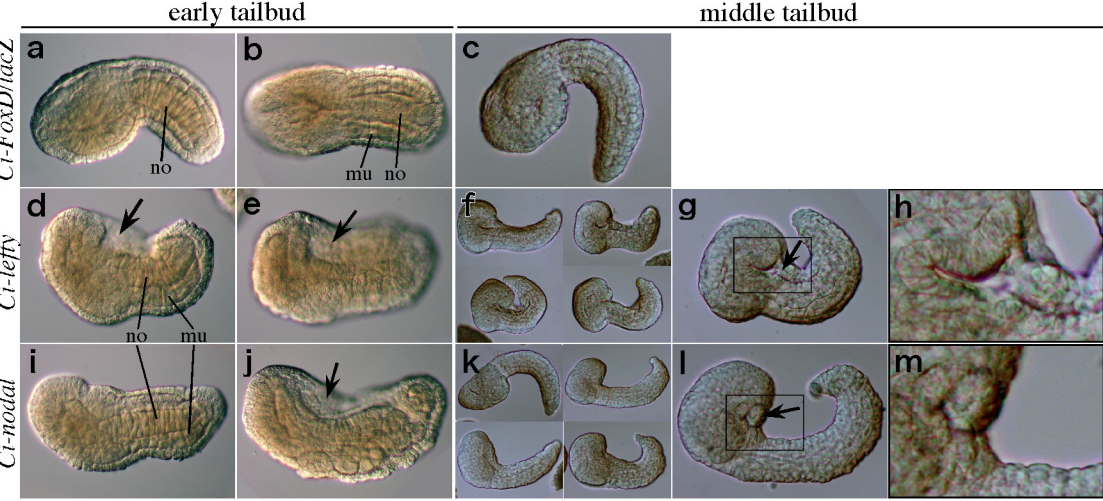 early tailbud
middle tailbud
Ci-FoxD/lacZ
a
b
c
no
mu
no
Ci-lefty
d
e
f
g
h
no
mu
Ci-nodal
i
j
k
l
m